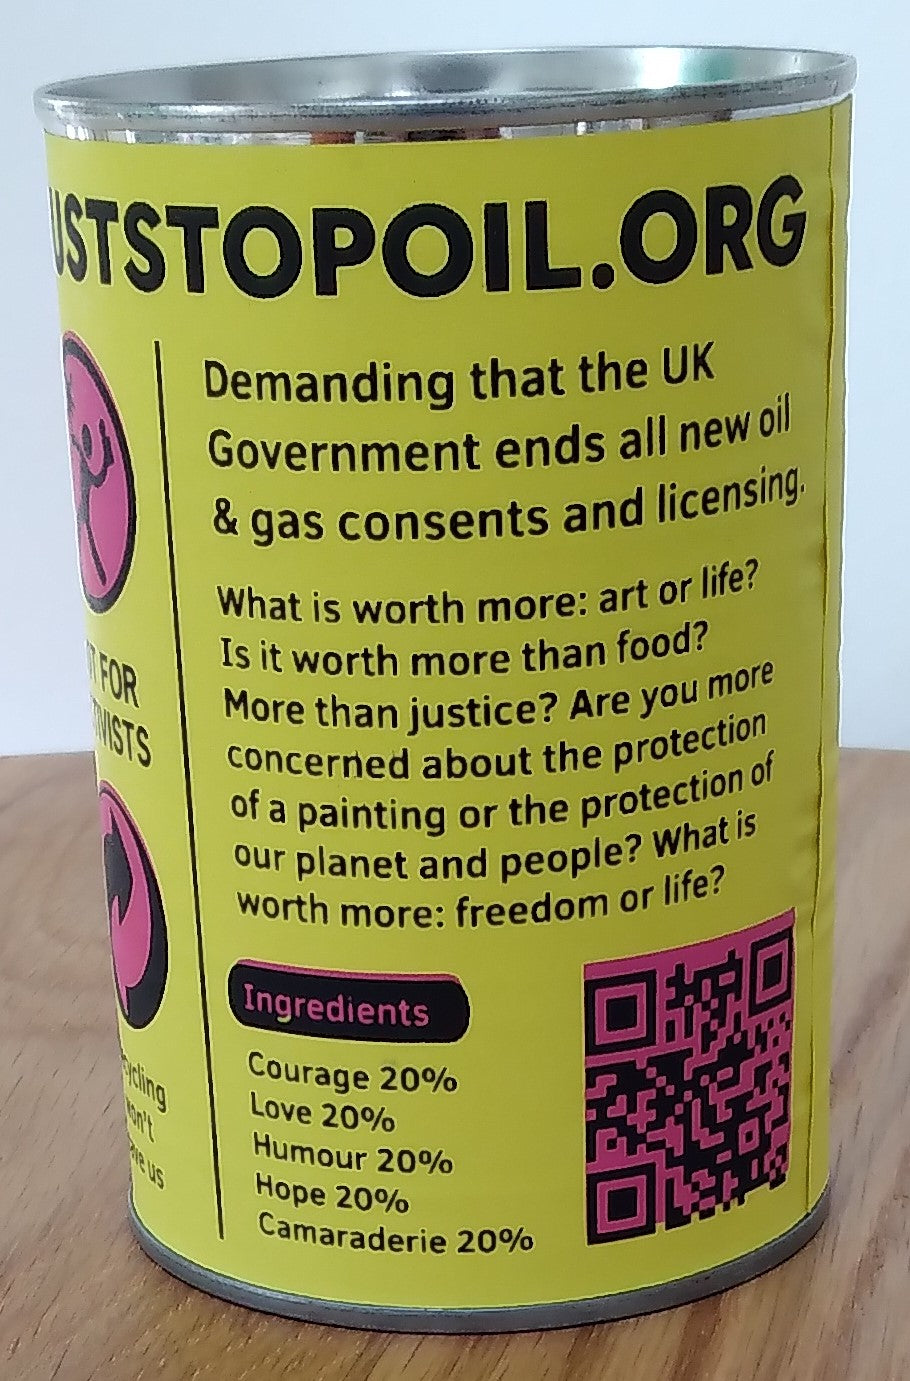 USTSTOPOIL.ORG
Demanding that the UK
Government ends all new oil
& gas consents and licensing.
What is worth more: art or life?
Is it worth more than food?
More than justice? Are you more
concerned about the protection
of a painting or the protection of
our planet and people? What is
worth more: freedom or life?
Ingredients
Courage 20%
Love 20%
Humour 20%
Hope 20%
Camaraderie 20%
FOR
us